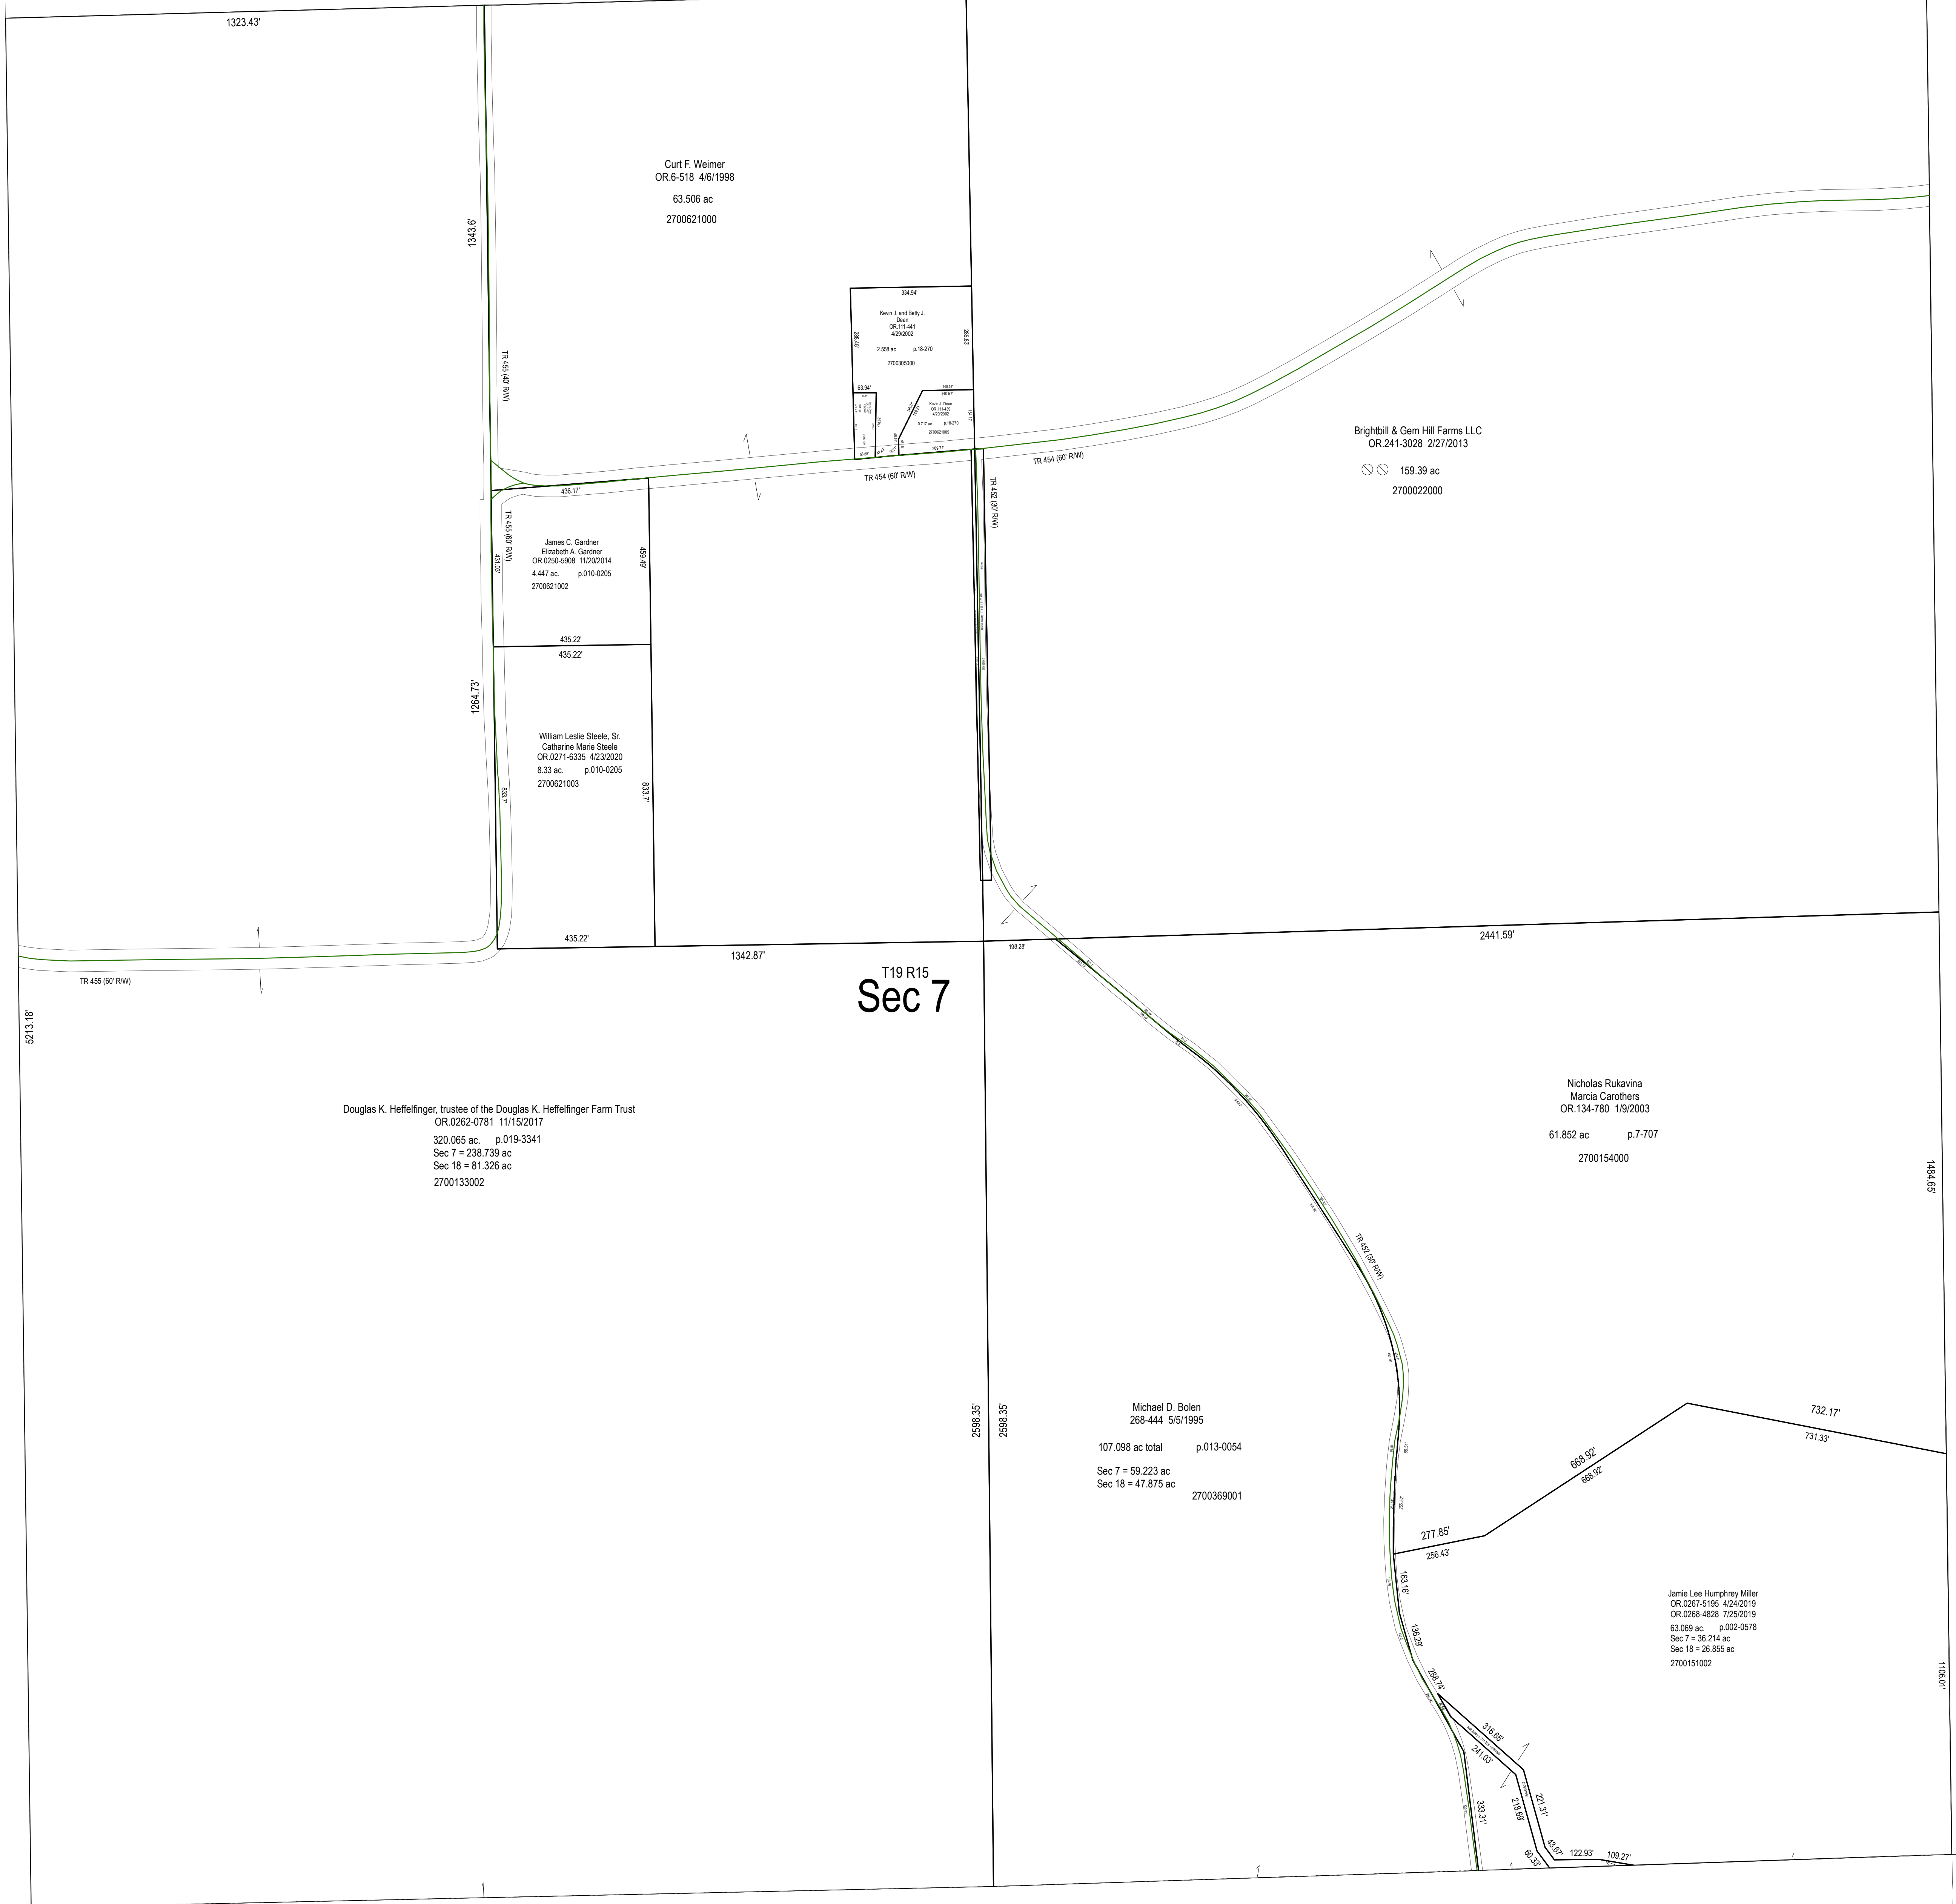 1323.43'
Curt F. Weimer
OR.6-518 4/6/1998
63.506 ac
2700621000
1343.6'
TR 455 (40' R/W)
334.94'
Kevin J. and Betty J.
Dean
OR.111-441
4/29/2002
2.558 ac p.18-270
2700305000
288.48'
285.83'
63.94'
Kevin J. Dean
OR.111-439
4/29/2002
0.717 ac p.18-270
2700621005
TR 454 (60' R/W)
TR 454 (60' R/W)
Brightbill & Gem Hill Farms LLC
OR.241-3028 2/27/2013
159.39 ac
2700022000
TR 452 (30' R/W)
436.17'
TR 455 (60' R/W)
431.03'
James C. Gardner
Elizabeth A. Gardner
OR.0250-5908 11/20/2014
4.447 ac. p.010-0205
2700621002
459.49'
435.22'
435.22'
1264.73'
William Leslie Steele, Sr.
Catharine Marie Steele
OR.0271-6335 4/23/2020
8.33 ac. p.010-0205
2700621003
833.7'
833.7'
435.22'
1342.87'
198.28'
2441.59'
TR 455 (60' R/W)
T19 R15
Sec 7
5213.18'
Douglas K. Heffelfinger, trustee of the Douglas K. Heffelfinger Farm Trust
OR.0262-0781 11/15/2017
320.065 ac. p.019-3341
Sec 7 = 238.739 ac
Sec 18 = 81.326 ac
2700133002
Nicholas Rukavina
Marcia Carothers
OR.134-780 1/9/2003
61.852 ac p.7-707
2700154000
1484.65'
TR 452 (30' R/W)
2598.35'
2598.35'
Michael D. Bolen
268-444 5/5/1995
107.098 ac total p.013-0054
Sec 7 = 59.223 ac
Sec 18 = 47.875 ac
2700369001
732.17'
731.33'
668.92'
668.92'
277.85'
256.43'
163.16'
136.29'
288.74'
Jamie Lee Humphrey Miller
OR.0267-5195 4/24/2019
OR.0268-4828 7/25/2019
63.069 ac. p.002-0578
Sec 7 = 36.214 ac
Sec 18 = 26.855 ac
2700151002
1106.01'
316.65'
241.03'
221.31'
218.69'
333.31'
43.67'
60.33'
122.93'
109.27'